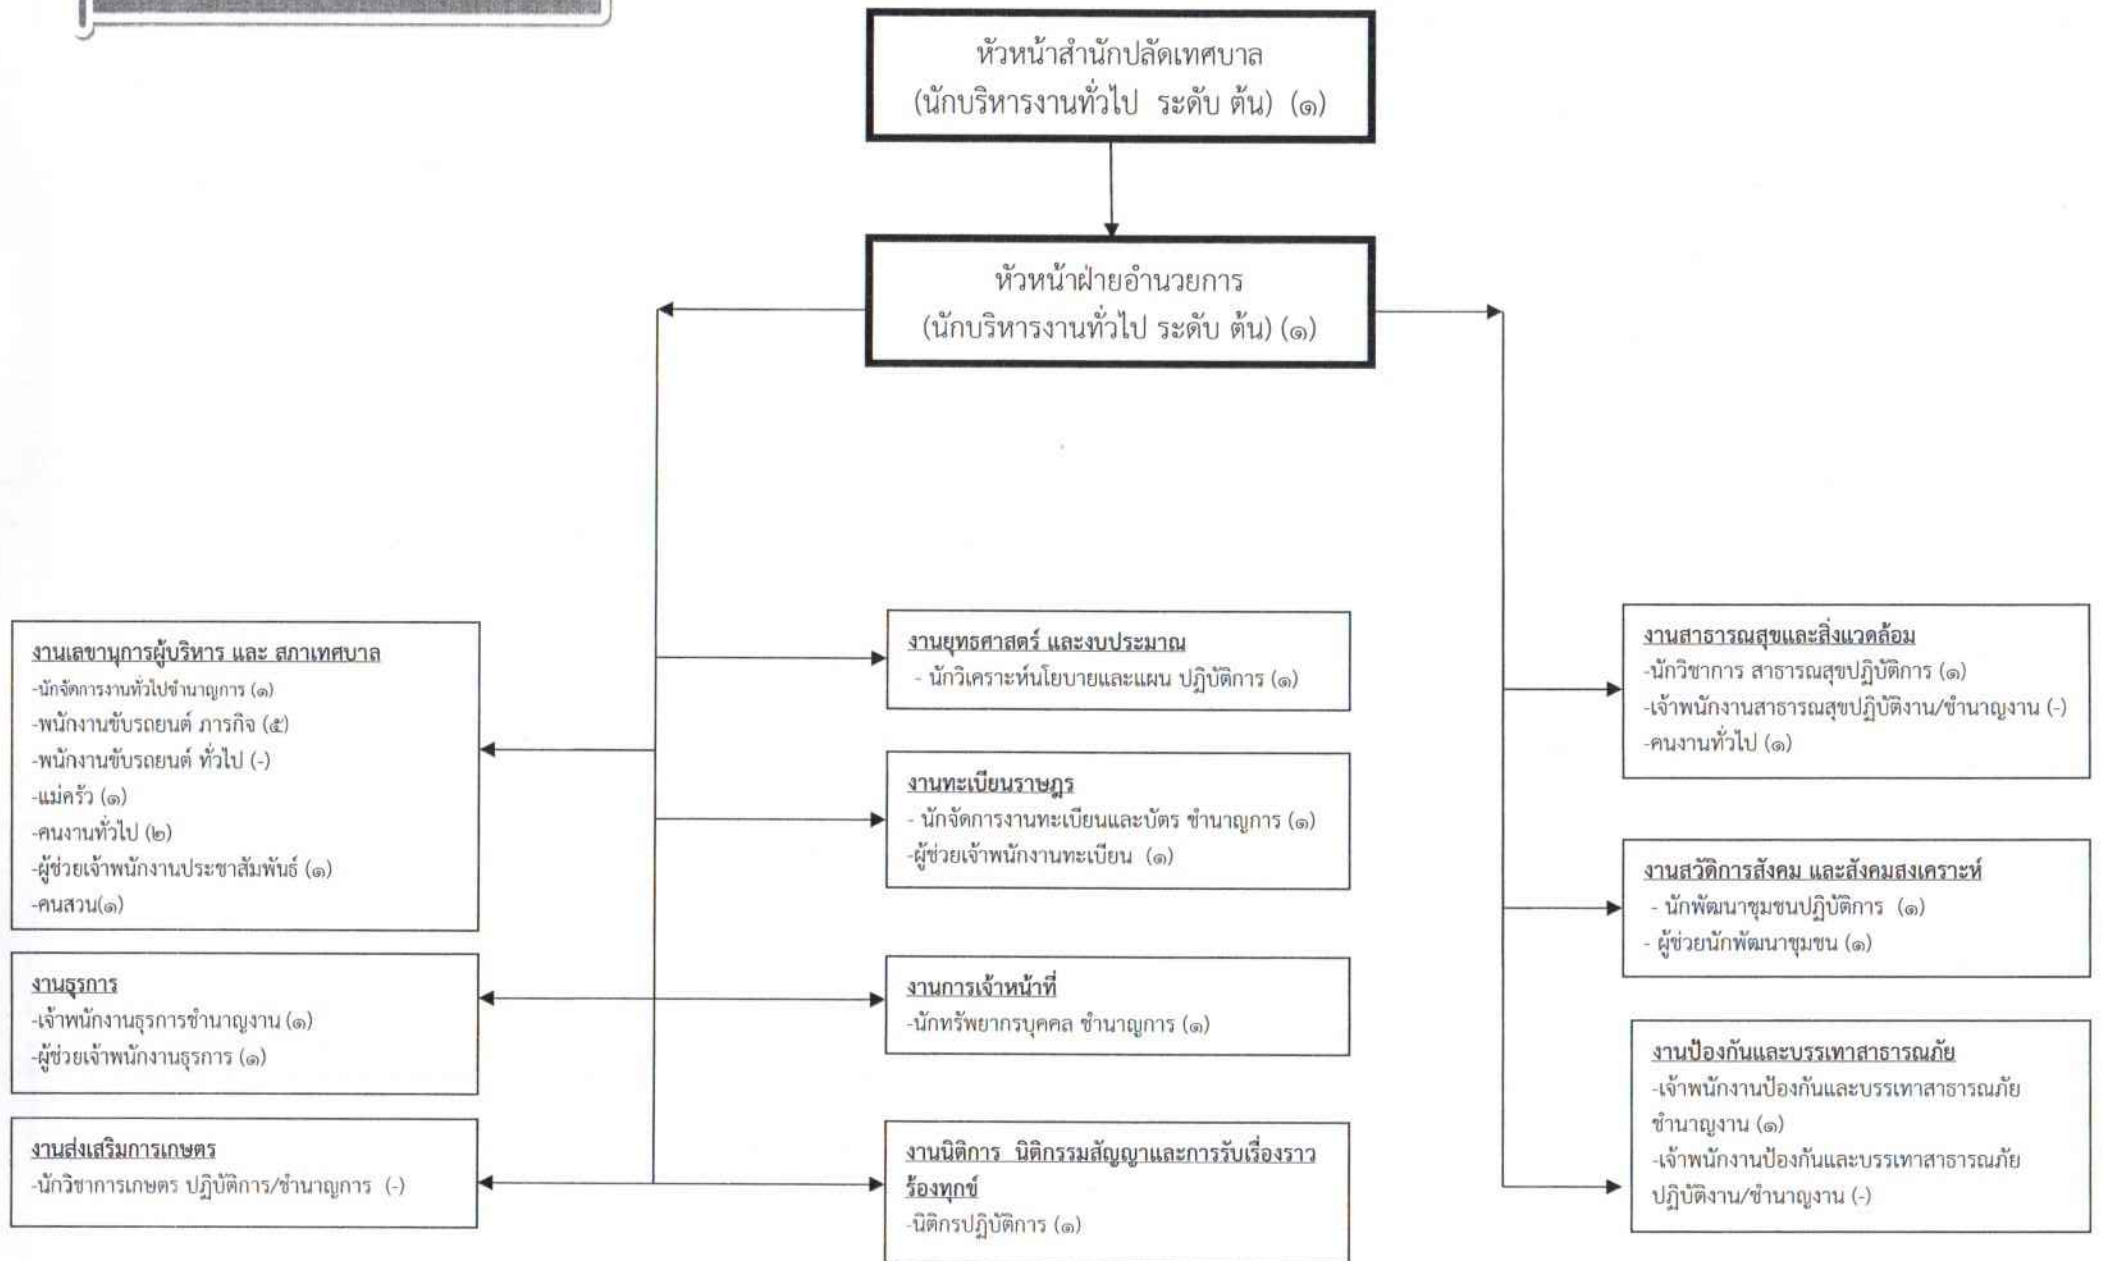 หัวหน้าสำนักปลัดเทศบาล
(นักบริหารงานทั่วไป ระดับ ต้น) (๑)
หัวหน้าฝ่ายอำนวยการ
(นักบริหารงานทั่วไป ระดับ ต้น) (๑)
งานเลขานุการผู้บริหาร และ สภาเทศบาล
-นักจัดการงานทั่วไปชำนาญการ (๑)
-พนักงานขับรถยนต์ ภารกิจ (๕)
-พนักงานขับรถยนต์ ทั่วไป (-)
-แม่ครัว (๑)
-คนงานทั่วไป (๒)
-ผู้ช่วยเจ้าพนักงานประชาสัมพันธ์ (๑)
-คนสวน(๑)
งานธุรการ
-เจ้าพนักงานธุรการชำนาญงาน (๑)
-ผู้ช่วยเจ้าพนักงานธุรการ (๑)
งานส่งเสริมการเกษตร
-นักวิชาการเกษตร ปฏิบัติการ/ชำนาญการ (-)
งานยุทธศาสตร์ และงบประมาณ
- นักวิเคราะห์นโยบายและแผน ปฏิบัติการ (๑)
งานทะเบียนราษฎร
- นักจัดการงานทะเบียนและบัตร ชำนาญการ (๑)
-ผู้ช่วยเจ้าพนักงานทะเบียน (๑)
งานการเจ้าหน้าที่
-นักทรัพยากรบุคคล ชำนาญการ (๑)
งานนิติการ นิติกรรมสัญญาและการรับเรื่องราว
ร้องทุกข์
-นิติกรปฏิบัติการ (๑)
งานสาธารณสุขและสิ่งแวดล้อม
-นักวิชาการ สาธารณสุขปฏิบัติการ (๑)
-เจ้าพนักงานสาธารณสุขปฏิบัติงาน/ชำนาญงาน (-)
-คนงานทั่วไป (๑)
งานสวัดิการสังคม และสังคมสงเคราะห์
- นักพัฒนาชุมชนปฏิบัติการ (๑)
- ผู้ช่วยนักพัฒนาชุมชน (๑)
งานป้องกันและบรรเทาสาธารณภัย
-เจ้าพนักงานป้องกันและบรรเทาสาธารณภัย
ชำนาญงาน (๑)
-เจ้าพนักงานป้องกันและบรรเทาสาธารณภัย
ปฏิบัติงาน/ชำนาญงาน (-)